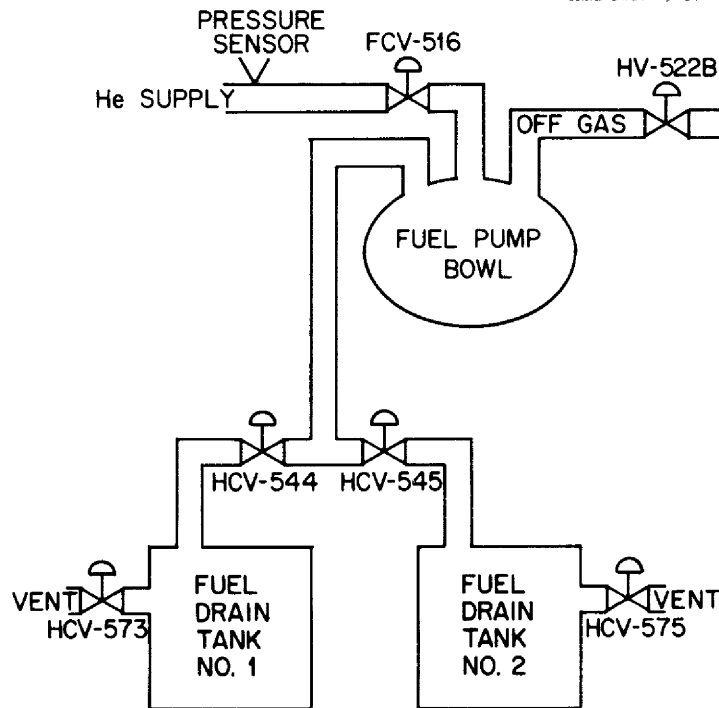 PRESSURE
SENSOR
FCV-516
HV-522B
He SUPPLY
OFF GAS
FUEL PUMP
BOWL
HCV-544
HCV-545
FUEL
DRAIN
TANK
NO. 1
FUEL
DRAIN
TANK
NO. 2
VENT
HCV-573
VENT
HCV-575